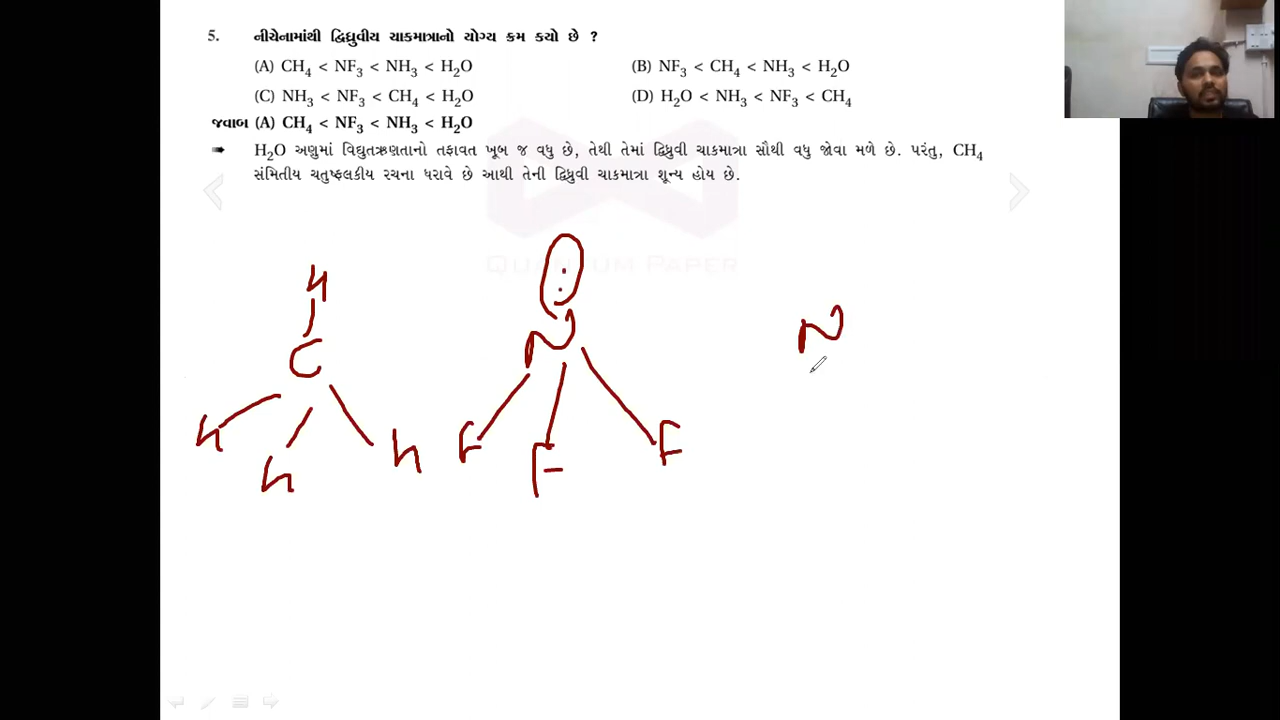 5. નીચેનામાંથી દ્વિધ્રુવીય ચાકમાત્રાનો યોગ્ય ક્રમ કયો છે ?
(A) CH₄ < NF₃ < NH₃ < H₂O (B) NF₃ < CH₄ < NH₃ < H₂O
(C) NH₃ < NF₃ < CH₄ < H₂O (D) H₂O < NH₃ < NF₃ < CH₄
જવાબ (A) CH₄ < NF₃ < NH₃ < H₂O
H₂O અણુમાં વિદ્યુતઋણતાનો તફાવત ખૂબ જ વધુ છે, તેથી તેમાં દ્વિધ્રુવી ચાકમાત્રા સૌથી વધુ જોવા મળે છે. પરંતુ, CH₄
સંમિતીય ચતુષ્ફલકીય રચના ધરાવે છે આથી તેની દ્વિધ્રુવી ચાકમાત્રા શૂન્ય હોય છે.
QUANTUM PAPER
H
C
H H H
N
F F F
N